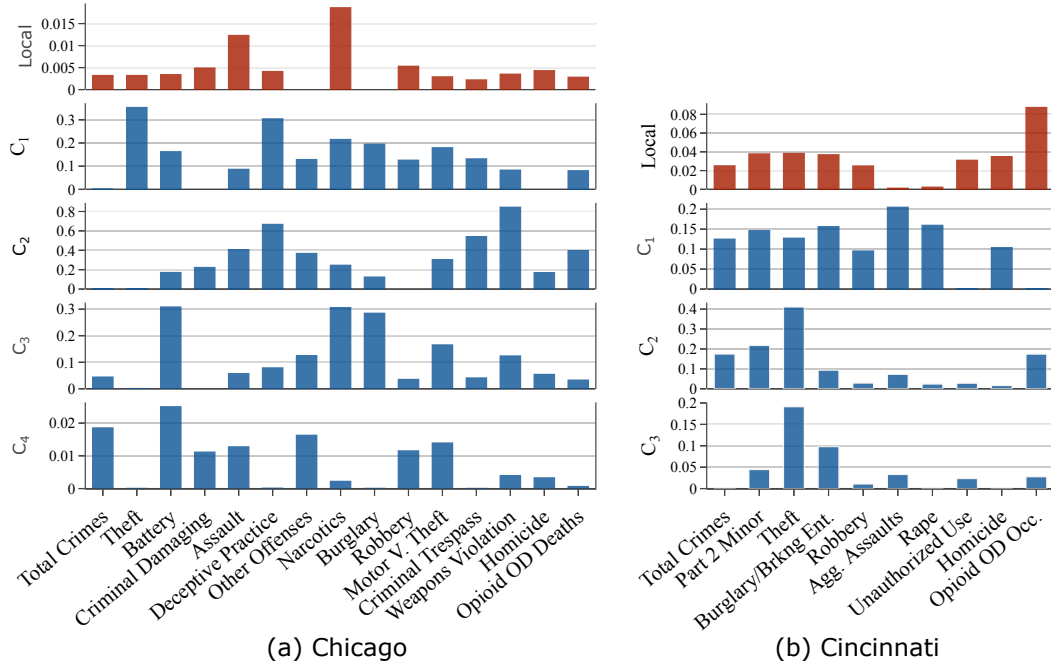 Local
0.015
0.01
0.005
0
C1
0.3
0.2
0.1
0
C2
0.8
0.6
0.4
0.2
0
C3
0.3
0.2
0.1
0
C4
0.02
0.01
0
Total Crimes
Theft
Battery
Criminal Damaging
Assault
Deceptive Practice
Other Offenses
Narcotics
Burglary
Robbery
Motor V. Theft
Criminal Trespass
Weapons Violation
Homicide
Opioid OD Deaths
(a) Chicago
Local
0.08
0.06
0.04
0.02
0
C1
0.2
0.15
0.1
0.05
0
C2
0.4
0.3
0.2
0.1
0
C3
0.2
0.15
0.1
0.05
0
Total Crimes
Part 2 Minor
Theft
Burglary/Brkng Ent.
Robbery
Agg. Assaults
Rape
Unauthorized Use
Homicide
Opioid OD Occ.
(b) Cincinnati